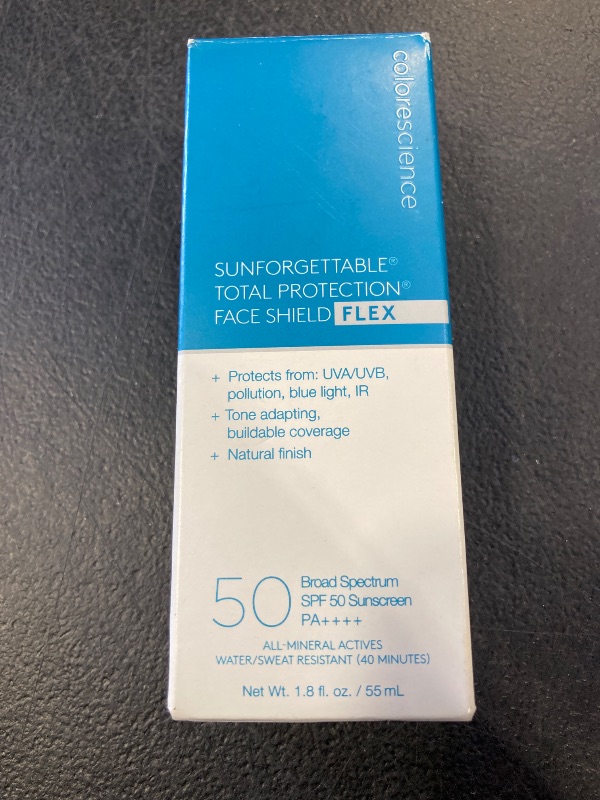 colorescience
SUNFORGETTABLE®
TOTAL PROTECTION®
FACE SHIELD FLEX
+ Protects from: UVA/UVB,
pollution, blue light, IR
+ Tone adapting,
buildable coverage
+ Natural finish
50
Broad Spectrum
SPF 50 Sunscreen
PA++++
ALL-MINERAL ACTIVES
WATER/SWEAT RESISTANT (40 MINUTES)
Net Wt. 1.8 fl. oz. / 55 mL